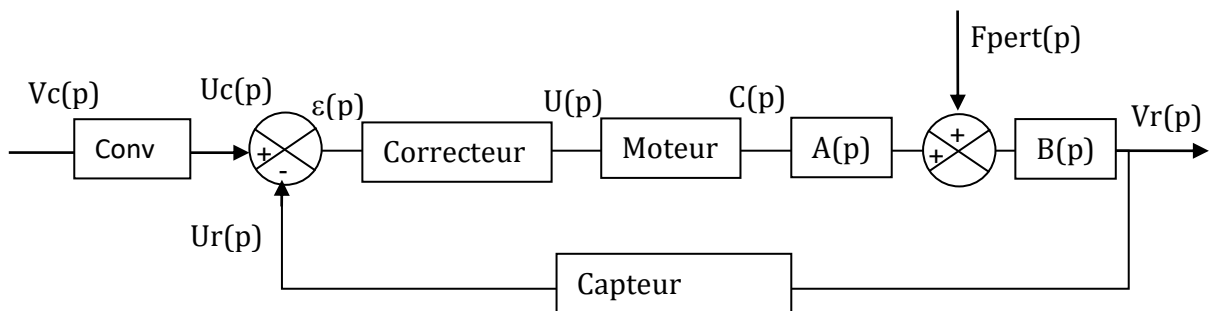 Fpert(p)
Vc(p) Uc(p) ε(p) U(p) C(p) Vr(p)
Conv + - Correcteur Moteur A(p) + + B(p)
Ur(p)
Capteur